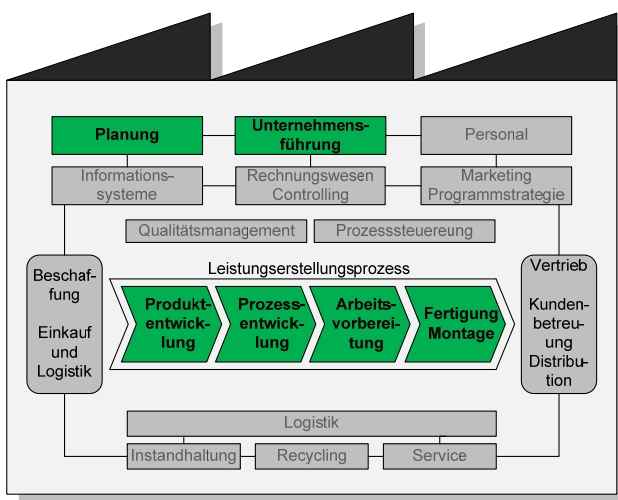 Planung
Unternehmens-
führung
Personal
Informations-
systeme
Rechnungswesen
Controlling
Marketing
Programmstrategie
Qualitätsmanagement
Prozesssteuereung
Leistungserstellungsprozess
Beschaf-
fung
Einkauf
und
Logistik
Produkt-
entwick-
lung
Prozess-
entwick-
lung
Arbeits-
vorberei-
tung
Fertigung
Montage
Vertrieb
Kunden-
betreu-
ung
Distribu-
tion
Logistik
Instandhaltung
Recycling
Service